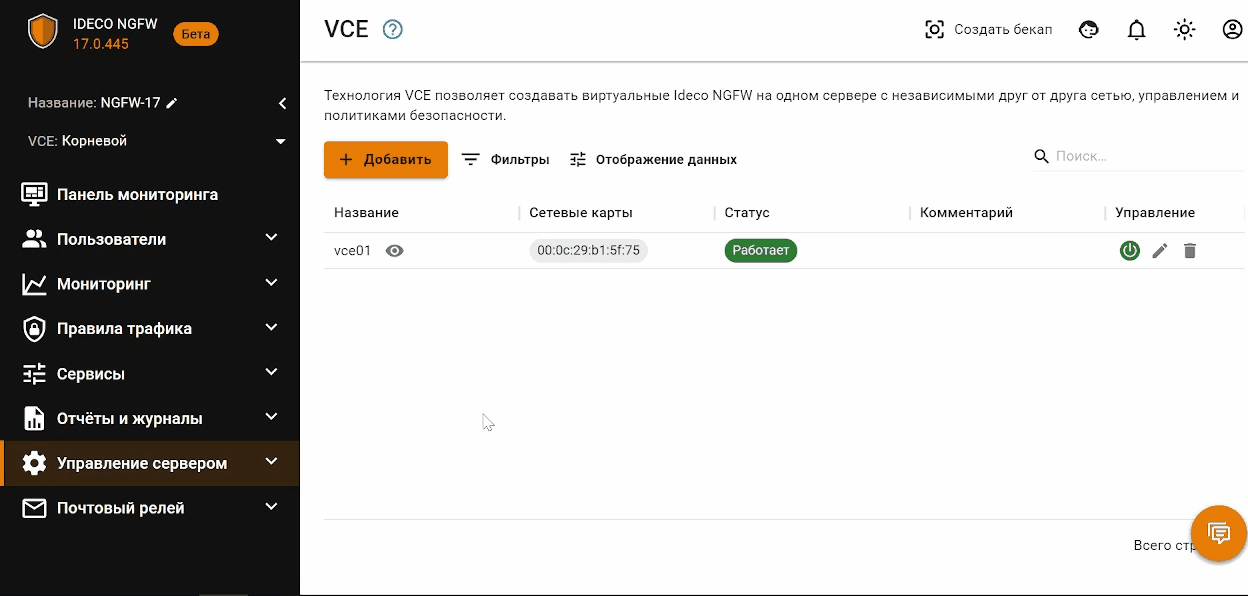 IDECO NGFW
17.0.445
Бета
Название: NGFW-17
VCE: Корневой
Панель мониторинга
Пользователи
Мониторинг
Правила трафика
Сервисы
Отчёты и журналы
Управление сервером
Почтовый релей
VCE
Создать бекап
Технология VCE позволяет создавать виртуальные Ideco NGFW на одном сервере с независимыми друг от друга сетью, управлением и
политиками безопасности.
Добавить Фильтры Отображение данных Поиск...
Название Сетевые карты Статус Комментарий Управление
vce01 00:0c:29:b1:5f:75 Работает
Всего